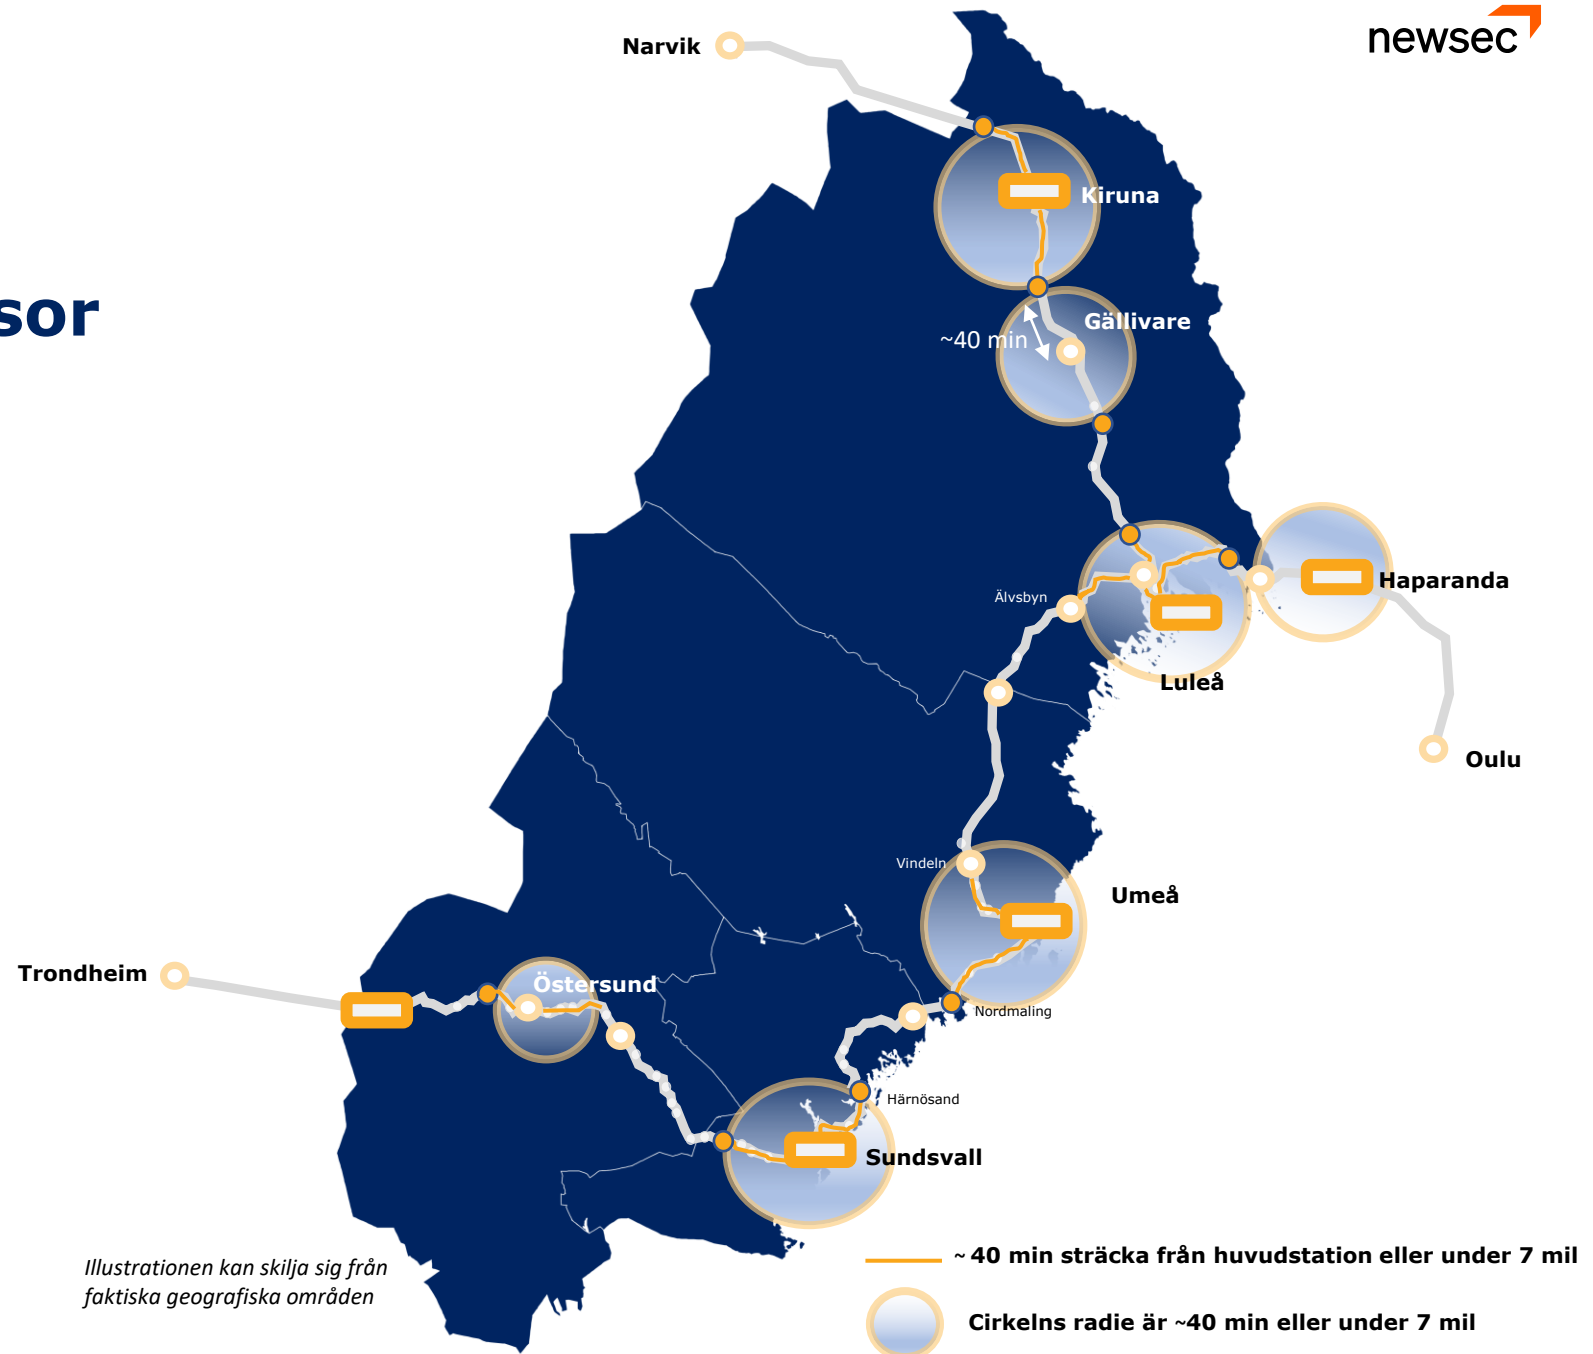 newsec
Narvik
Kiruna
sor
Gällivare
~40 min
Haparanda
Älvsbyn
Luleå
Oulu
Vindeln
Umeå
Trondheim
Östersund
Nordmaling
Härnösand
Sundsvall
~ 40 min sträcka från huvudstation eller under 7 mil
Illustrationen kan skilja sig från
faktiska geografiska områden
Cirkelns radie är ~40 min eller under 7 mil